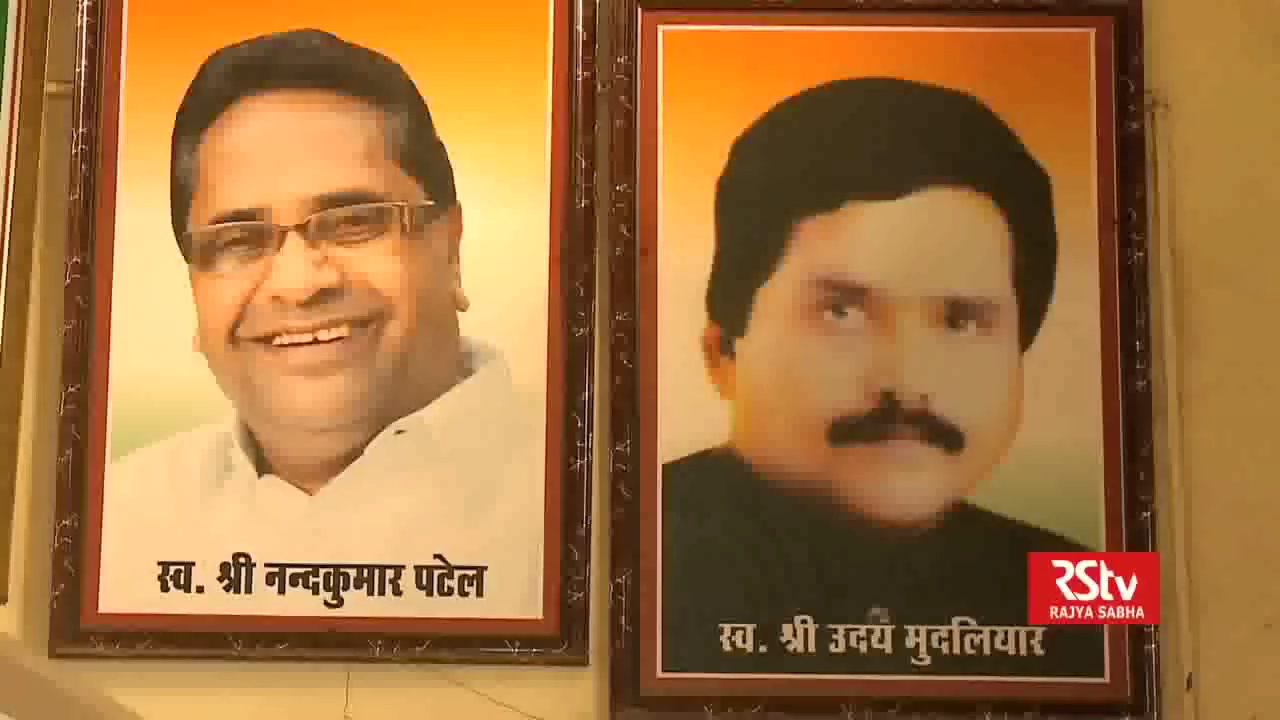 स्व. श्री नन्दकुमार पटेल
स्व. श्री उदय मुदलियार
RStv
RAJYA SABHA